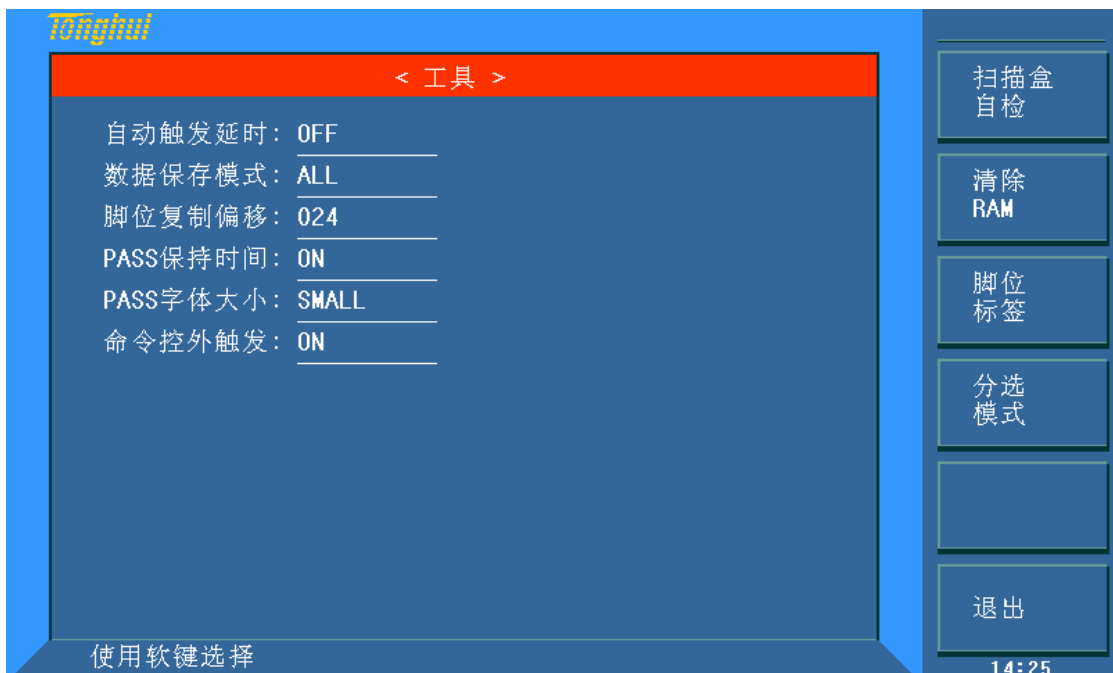 Tonghui
< 工具 >
自动触发延时: OFF
数据保存模式: ALL
脚位复制偏移: 024
PASS保持时间: ON
PASS字体大小: SMALL
命令控外触发: ON
使用软键选择
扫描盒
自检
清除
RAM
脚位
标签
分选
模式
退出
14:25